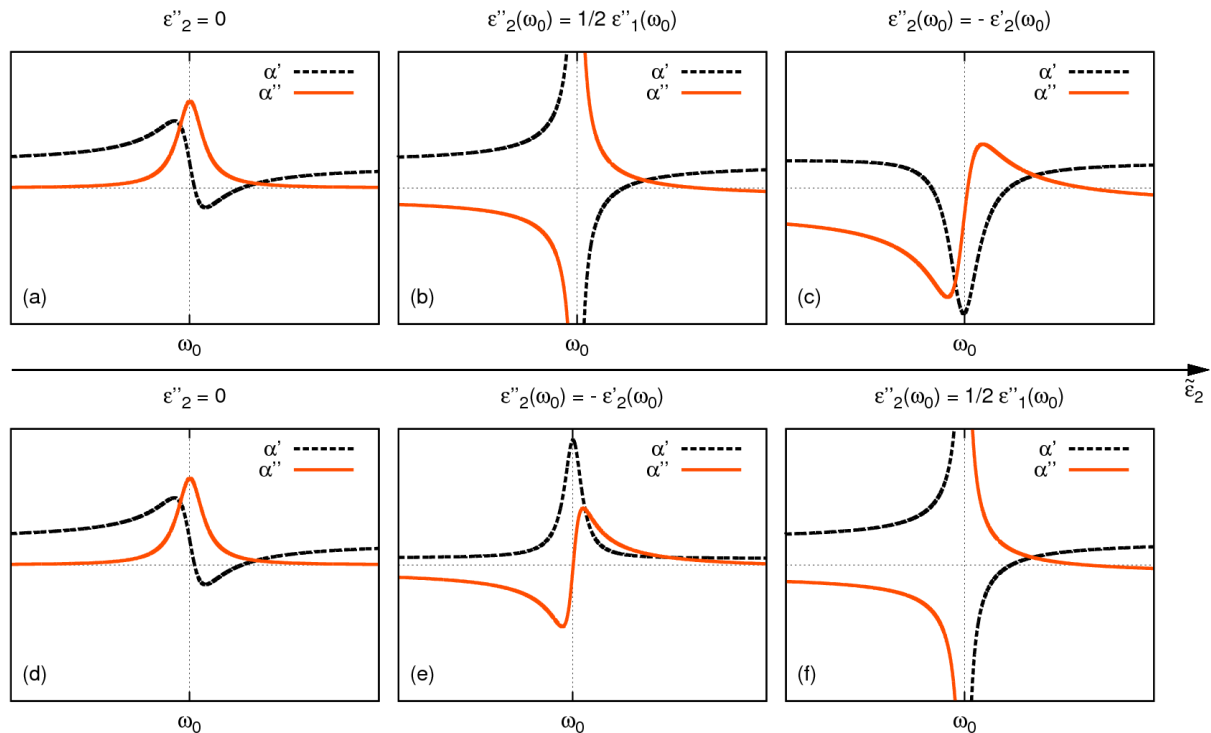 ε''₂ = 0
α'
α''
(a)
ω₀
ε''₂(ω₀) = 1/2 ε''₁(ω₀)
α'
α''
(b)
ω₀
ε''₂(ω₀) = - ε'₂(ω₀)
α'
α''
(c)
ω₀
ε̃₂
ε''₂ = 0
α'
α''
(d)
ω₀
ε''₂(ω₀) = - ε'₂(ω₀)
α'
α''
(e)
ω₀
ε''₂(ω₀) = 1/2 ε''₁(ω₀)
α'
α''
(f)
ω₀